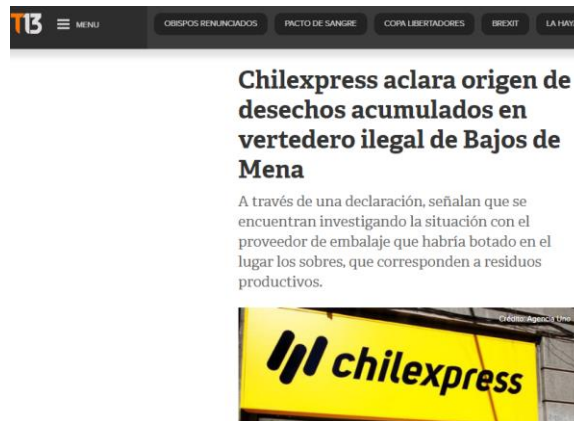 T13 MENU OBISPOS RENUNCIADOS PACTO DE SANGRE COPA LIBERTADORES BREXIT LA HAY
Chilexpress aclara origen de
desechos acumulados en
vertedero ilegal de Bajos de
Mena
A través de una declaración, señalan que se
encuentran investigando la situación con el
proveedor de embalaje que habría botado en el
lugar los sobres, que corresponden a residuos
productivos.
Crédito: Agencia Uno
chilexpress